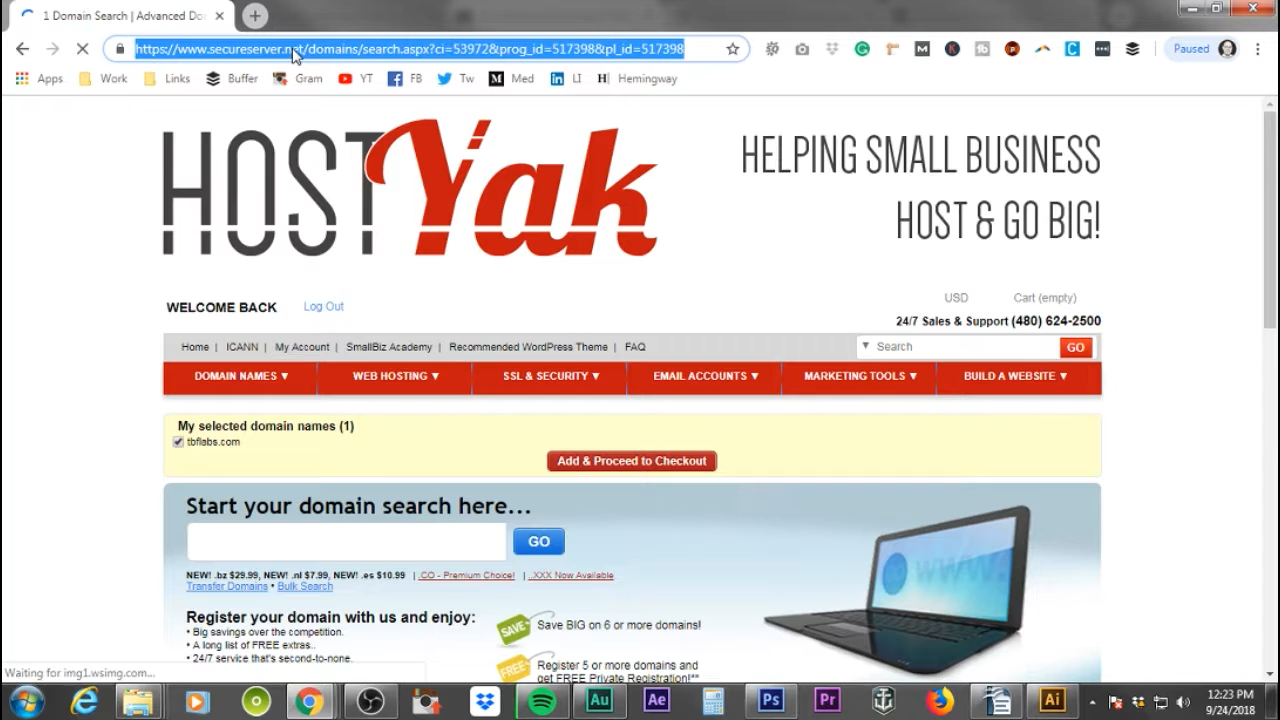 1 Domain Search | Advanced Do
https://www.secureserver.net/domains/search.aspx?ci=53972&prog_id=517398&pl_id=517398
Paused
Apps Work Links Buffer Gram YT FB Tw Med LI Hemingway
HOSTYak
HELPING SMALL BUSINESS
HOST & GO BIG!
WELCOME BACK Log Out
USD Cart (empty)
24/7 Sales & Support (480) 624-2500
Home | ICANN | My Account | SmallBiz Academy | Recommended WordPress Theme | FAQ
Search GO
DOMAIN NAMES WEB HOSTING SSL & SECURITY EMAIL ACCOUNTS MARKETING TOOLS BUILD A WEBSITE
My selected domain names (1)
tbflabs.com
Add & Proceed to Checkout
Start your domain search here...
GO
NEW! .bz $29.99, NEW! .nl $7.99, NEW! .es $10.99 | .CO - Premium Choice! | ..XXX Now Available
Transfer Domains • Bulk Search
Register your domain with us and enjoy:
• Big savings over the competition.
• A long list of FREE extras..
• 24/7 service that's second-to-none.
SAVE Save BIG on 6 or more domains!
FREE Register 5 or more domains and
get FREE Private Registration!**
www
Waiting for img1.wsimg.com...
12:23 PM
9/24/2018